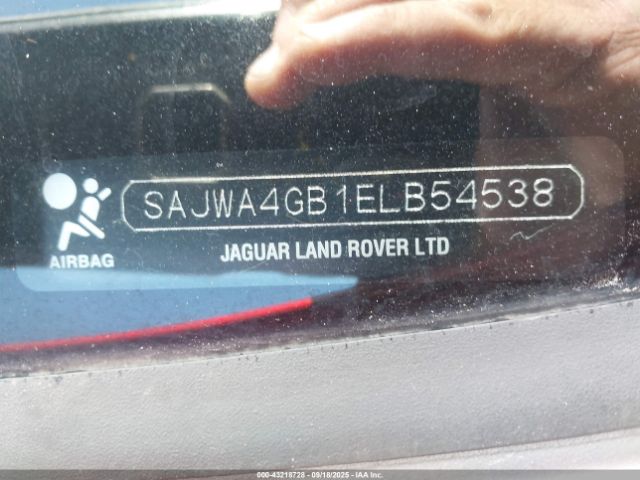 SAJWA4GB1ELB54538
AIRBAG
JAGUAR LAND ROVER LTD
000-43218728 - 09/18/2025 - IAA Inc.